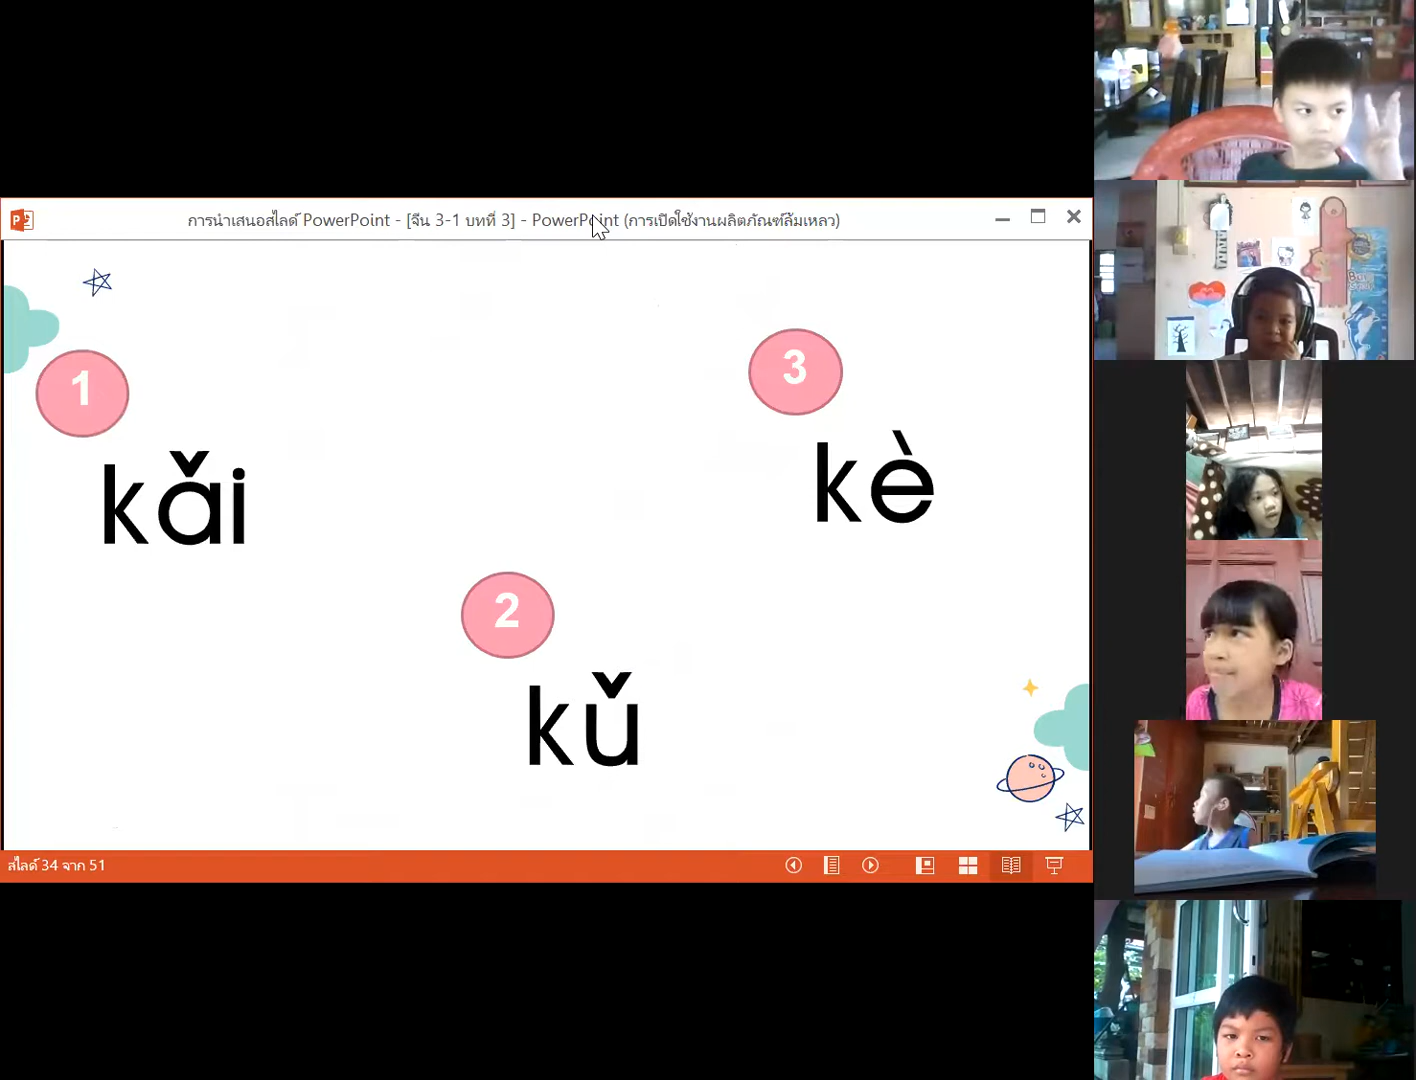 การนำเสนอสไลด์ PowerPoint - [จีน 3-1 บทที่ 3] - PowerPoint (การเปิดใช้งานผลิตภัณฑ์ล้มเหลว)
1
kǎi
2
kǔ
3
kè
สไลด์ 34 จาก 51